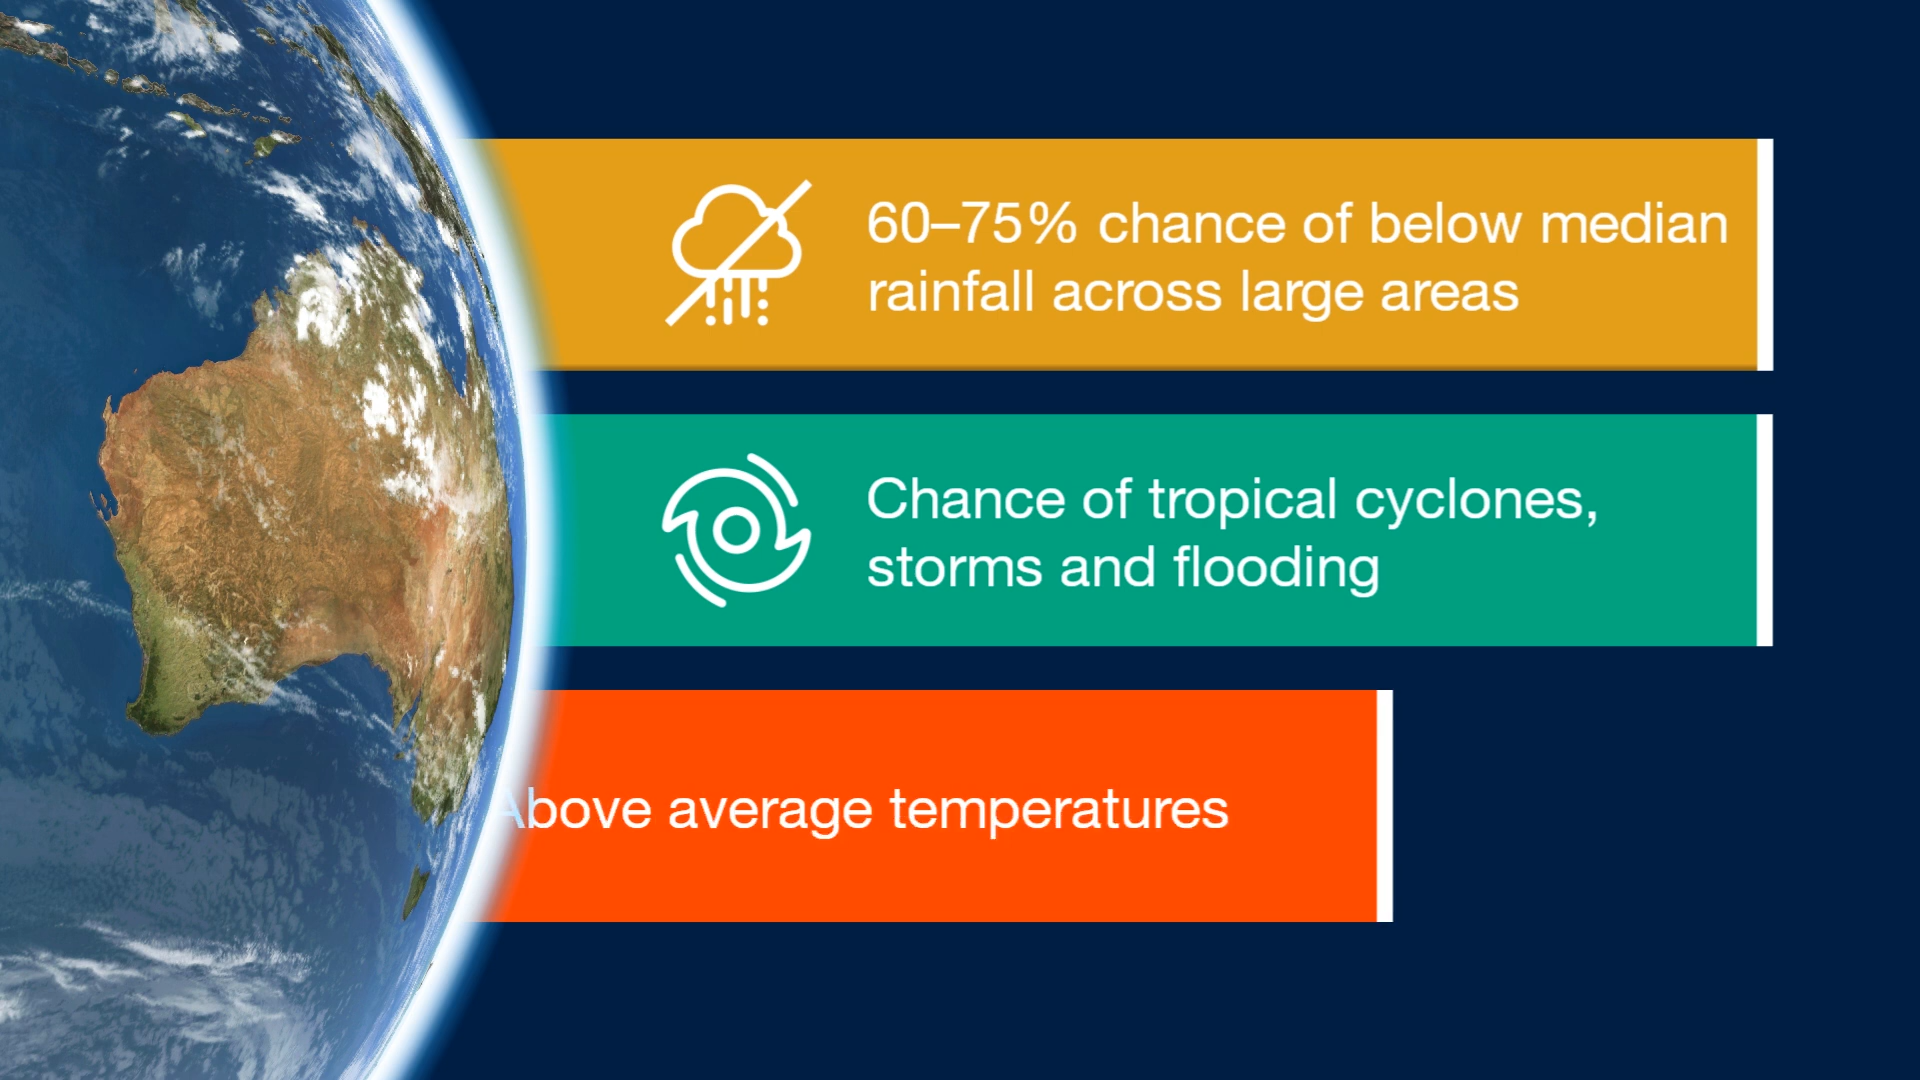 60–75% chance of below median
rainfall across large areas
Chance of tropical cyclones,
storms and flooding
Above average temperatures